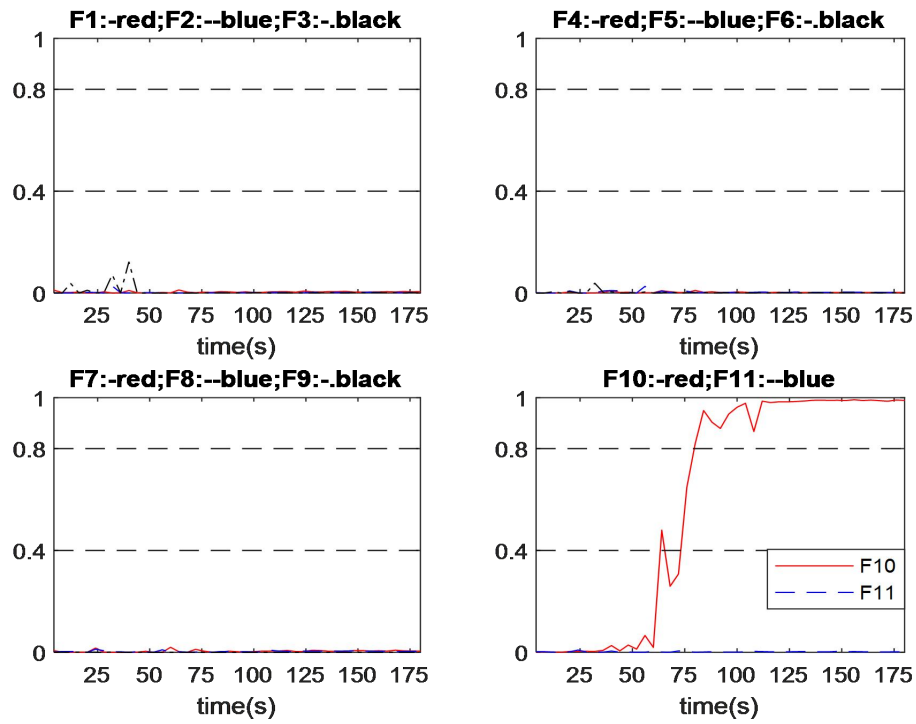 F1:-red;F2:--blue;F3:-.black
1
0.8
0.4
0
25 50 75 100 125 150 175
time(s)
F4:-red;F5:--blue;F6:-.black
1
0.8
0.4
0
25 50 75 100 125 150 175
time(s)
F7:-red;F8:--blue;F9:-.black
1
0.8
0.4
0
25 50 75 100 125 150 175
time(s)
F10:-red;F11:--blue
1
0.8
0.4
0
F10
F11
25 50 75 100 125 150 175
time(s)